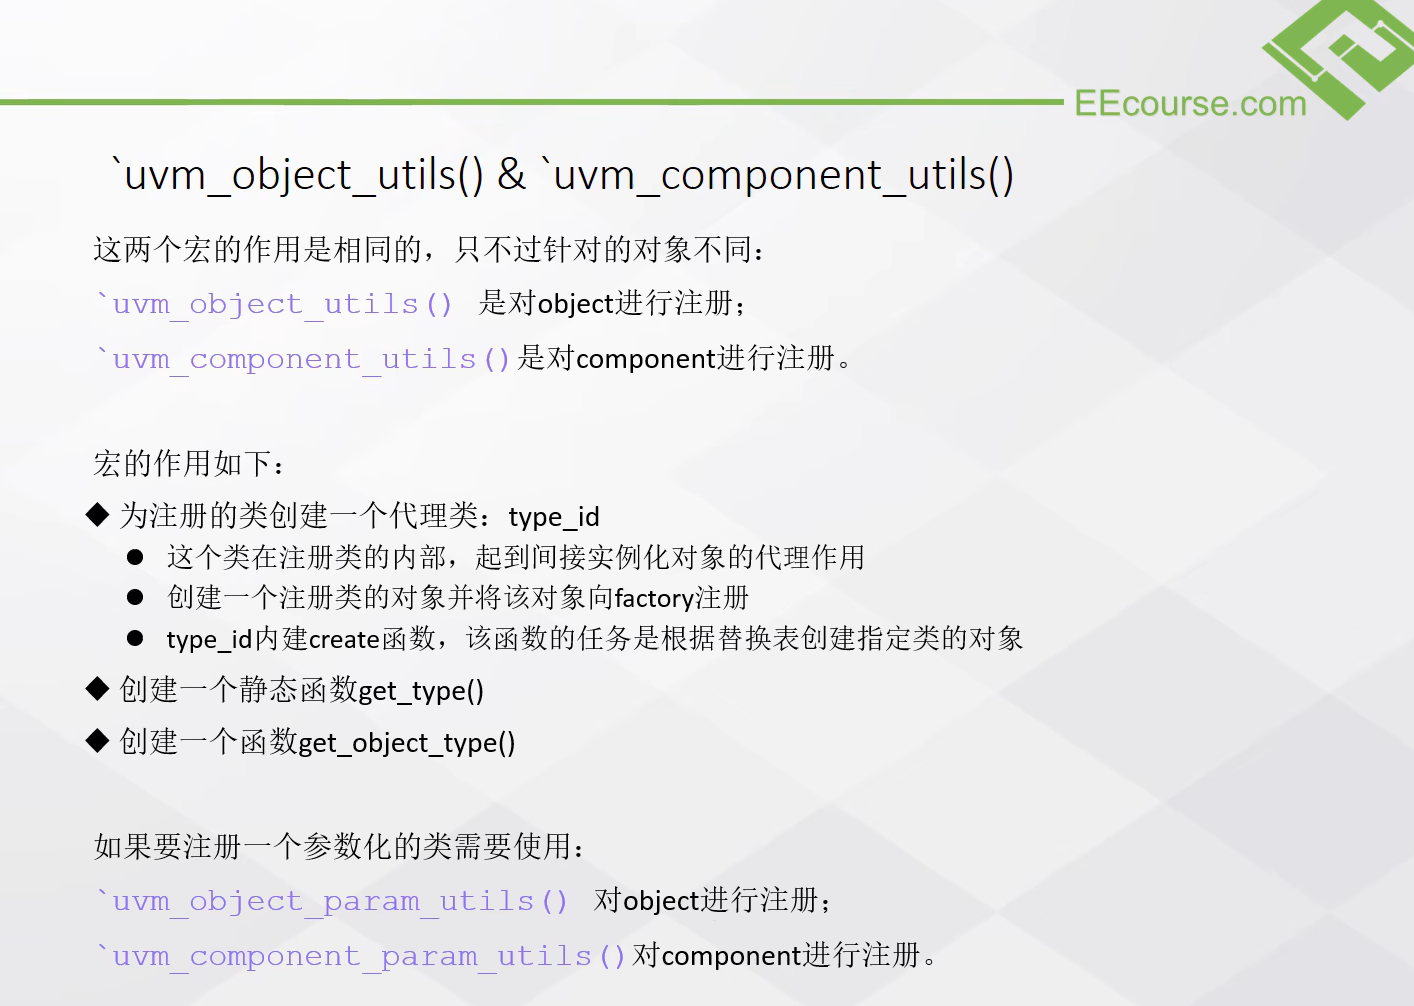 EEcourse.com
`uvm_object_utils() & `uvm_component_utils()
这两个宏的作用是相同的，只不过针对的对象不同：
`uvm_object_utils() 是对object进行注册；
`uvm_component_utils()是对component进行注册。
宏的作用如下：
◆ 为注册的类创建一个代理类：type_id
● 这个类在注册类的内部，起到间接实例化对象的代理作用
● 创建一个注册类的对象并将该对象向factory注册
● type_id内建create函数，该函数的任务是根据替换表创建指定类的对象
◆ 创建一个静态函数get_type()
◆ 创建一个函数get_object_type()
如果要注册一个参数化的类需要使用：
`uvm_object_param_utils() 对object进行注册；
`uvm_component_param_utils()对component进行注册。